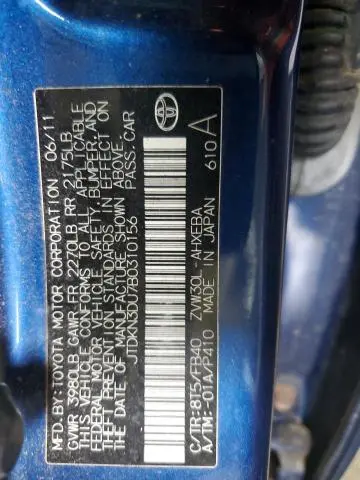 MFD.BY:TOYOTA MOTOR CORPORATION 06/11
GVWR 3980LB GAWR FR 2270LB RR 2175LB
THIS VEHICLE CONFORMS TO ALL APPLICABLE
FEDERAL MOTOR VEHICLE SAFETY, BUMPER, AND
THEFT PREVENTION STANDARDS IN EFFECT ON
THE DATE OF MANUFACTURE SHOWN ABOVE.
JTDKN3DU7B0310156 PASS.CAR
ZVW30L-AHXEBA
C/TR:8T5/FB40 MADE IN JAPAN
A/TM:-01A/P410 610 A